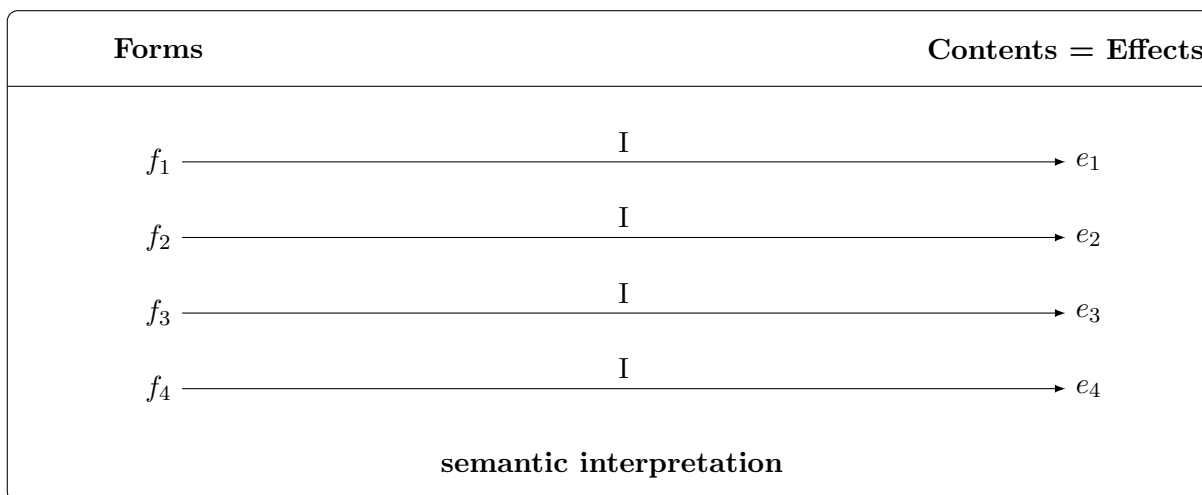 Forms Contents = Effects
I
f₁ e₁
I
f₂ e₂
I
f₃ e₃
I
f₄ e₄
semantic interpretation